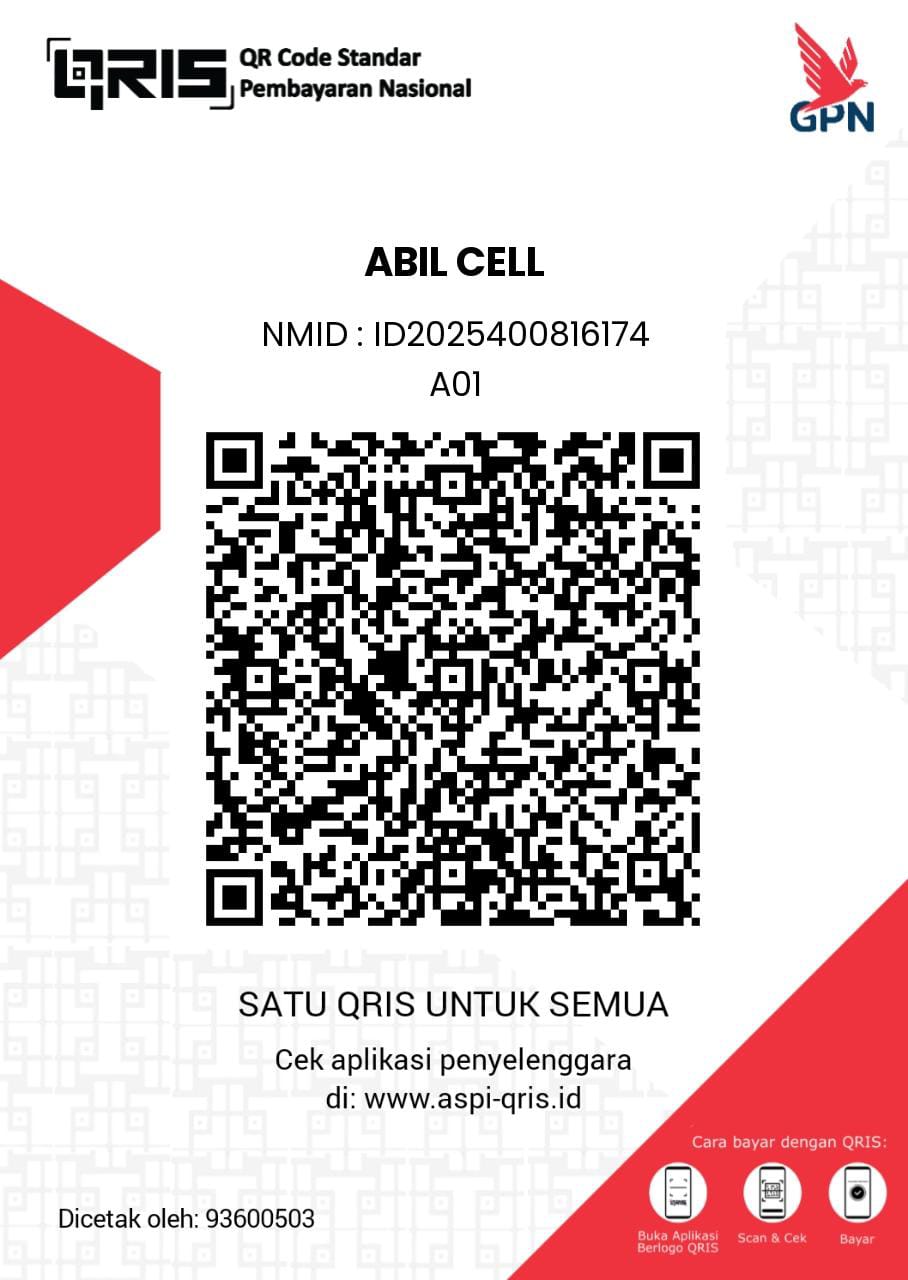 QRIS
QR Code Standar
Pembayaran Nasional
GPN
ABIL CELL
NMID : ID2025400816174
A01
SATU QRIS UNTUK SEMUA
Cek aplikasi penyelenggara
di: www.aspi-qris.id
Cara bayar dengan QRIS:
Buka Aplikasi
Berlogo QRIS
Scan & Cek
Bayar
Dicetak oleh: 93600503